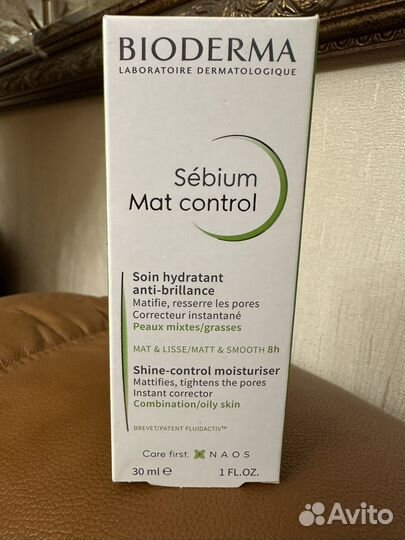 BIODERMA
LABORATOIRE DERMATOLOGIQUE
Sébium
Mat control
Soin hydratant
anti-brillance
Matifie, resserre les pores
Correcteur instantané
Peaux mixtes/grasses
MAT & LISSE/MATT & SMOOTH 8h
Shine-control moisturiser
Mattifies, tightens the pores
Instant corrector
Combination/oily skin
BREVET/PATENT FLUIDACTIV™
Care first. NAOS
30 ml ℮ 1 FL.OZ.
Avito